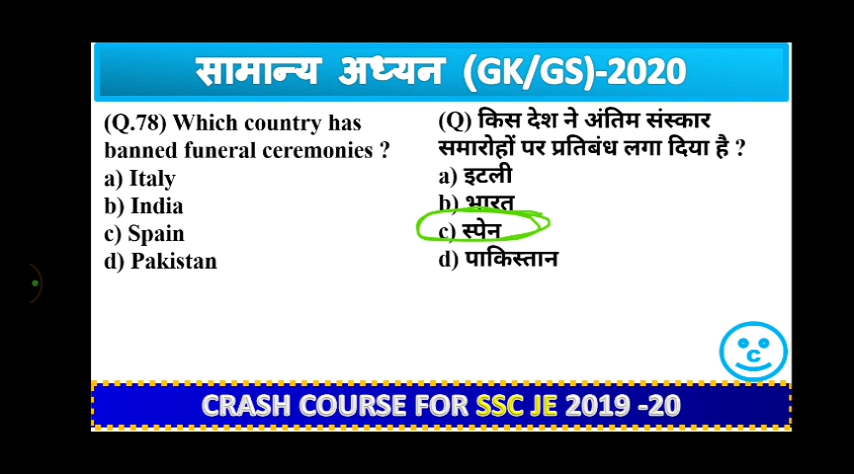 सामान्य अध्यन (GK/GS)-2020
(Q.78) Which country has
banned funeral ceremonies ?
a) Italy
b) India
c) Spain
d) Pakistan
(Q) किस देश ने अंतिम संस्कार
समारोहों पर प्रतिबंध लगा दिया है ?
a) इटली
b) भारत
c) स्पेन
d) पाकिस्तान
C
CRASH COURSE FOR SSC JE 2019 -20